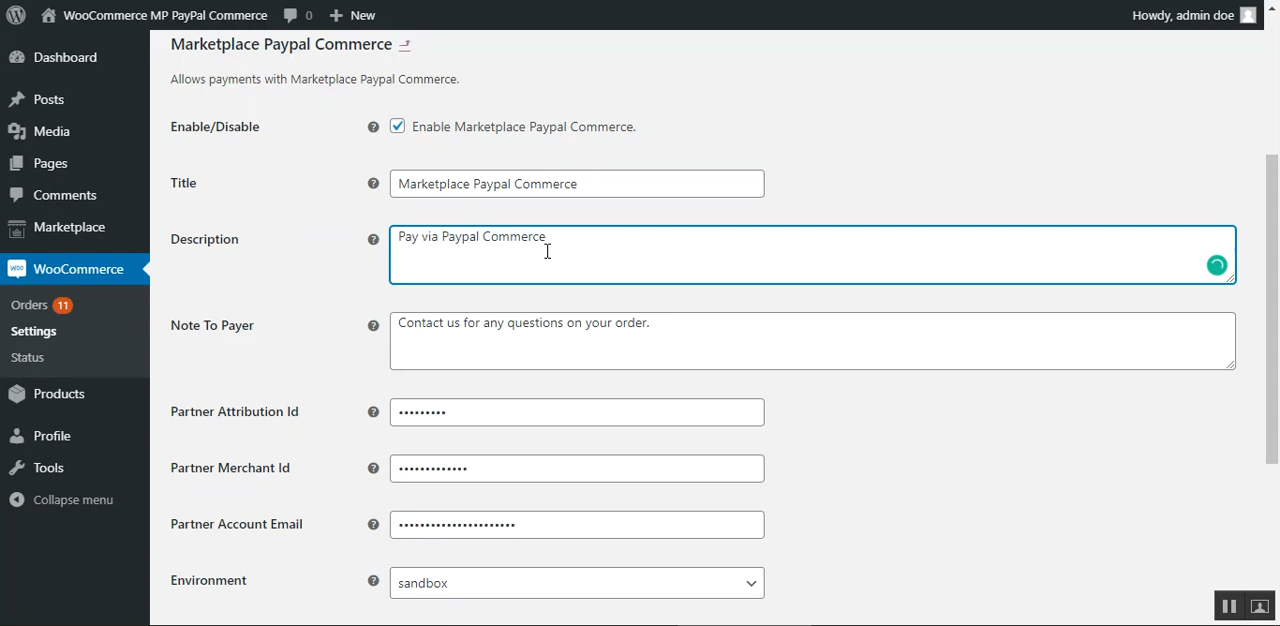 WooCommerce MP PayPal Commerce 0 New Howdy, admin doe
Dashboard
Posts
Media
Pages
Comments
Marketplace
WooCommerce
Orders 11
Settings
Status
Products
Profile
Tools
Collapse menu
Marketplace Paypal Commerce
Allows payments with Marketplace Paypal Commerce.
Enable/Disable Enable Marketplace Paypal Commerce.
Title Marketplace Paypal Commerce
Description Pay via Paypal Commerce
Note To Payer Contact us for any questions on your order.
Partner Attribution Id •••••••••
Partner Merchant Id •••••••••••••
Partner Account Email ••••••••••••••••••••••
Environment sandbox